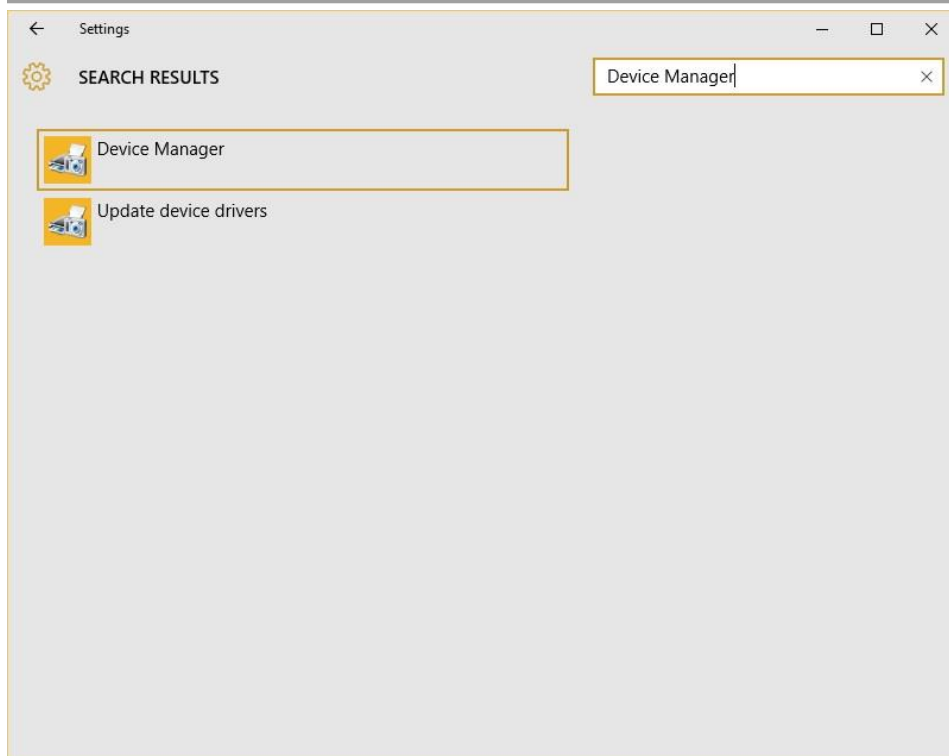 Settings
SEARCH RESULTS
Device Manager
Device Manager
Update device drivers